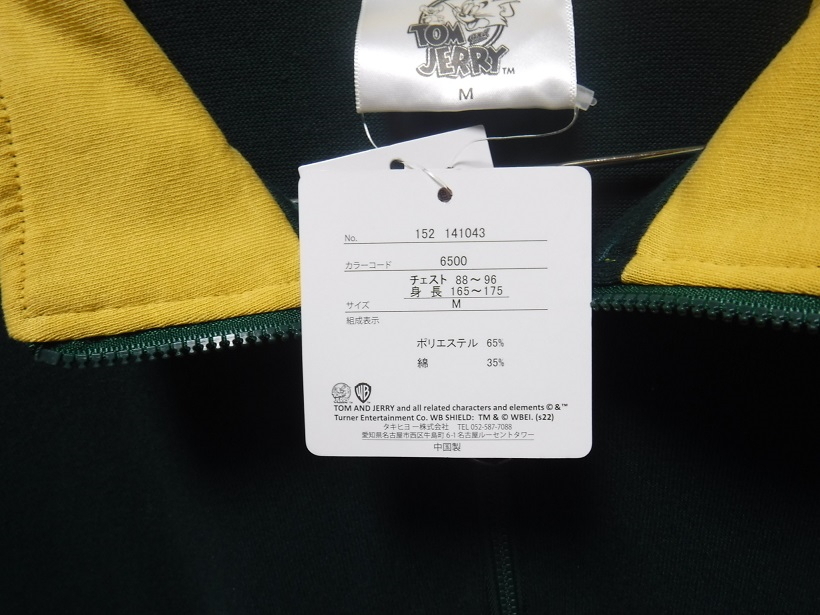 TOM AND JERRY™
M
No. 152 141043
カラーコード 6500
チェスト 88～96
身長 165～175
サイズ M
組成表示
ポリエステル 65%
綿 35%
WB
TOM AND JERRY and all related characters and elements © &™
Turner Entertainment Co. WB SHIELD: TM & © WBEI. (s22)
タキヒヨー株式会社 TEL 052-587-7088
愛知県名古屋市西区牛島町 6-1 名古屋ルーセントタワー
中国製